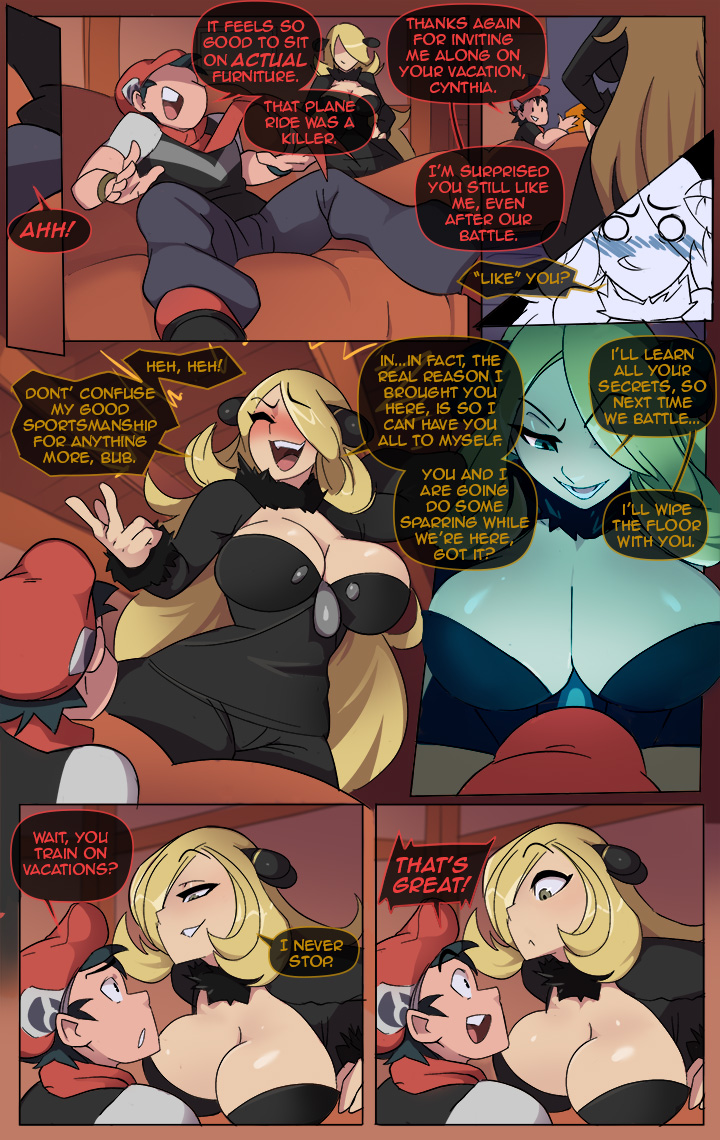 AHH!
IT FEELS SO
GOOD TO SIT
ON ACTUAL
FURNITURE.
THAT PLANE
RIDE WAS A
KILLER.
THANKS AGAIN
FOR INVITING
ME ALONG ON
YOUR VACATION,
CYNTHIA.
I'M SURPRISED
YOU STILL LIKE
ME, EVEN
AFTER OUR
BATTLE.
"LIKE" YOU?
HEH, HEH!
DONT' CONFUSE
MY GOOD
SPORTSMANSHIP
FOR ANYTHING
MORE, BUB.
IN...IN FACT, THE
REAL REASON I
BROUGHT YOU
HERE, IS SO I
CAN HAVE YOU
ALL TO MYSELF.
YOU AND I
ARE GOING
DO SOME
SPARRING WHILE
WE'RE HERE,
GOT IT?
I'LL LEARN
ALL YOUR
SECRETS, SO
NEXT TIME
WE BATTLE...
I'LL WIPE
THE FLOOR
WITH YOU.
WAIT, YOU
TRAIN ON
VACATIONS?
I NEVER
STOP.
THAT'S
GREAT!